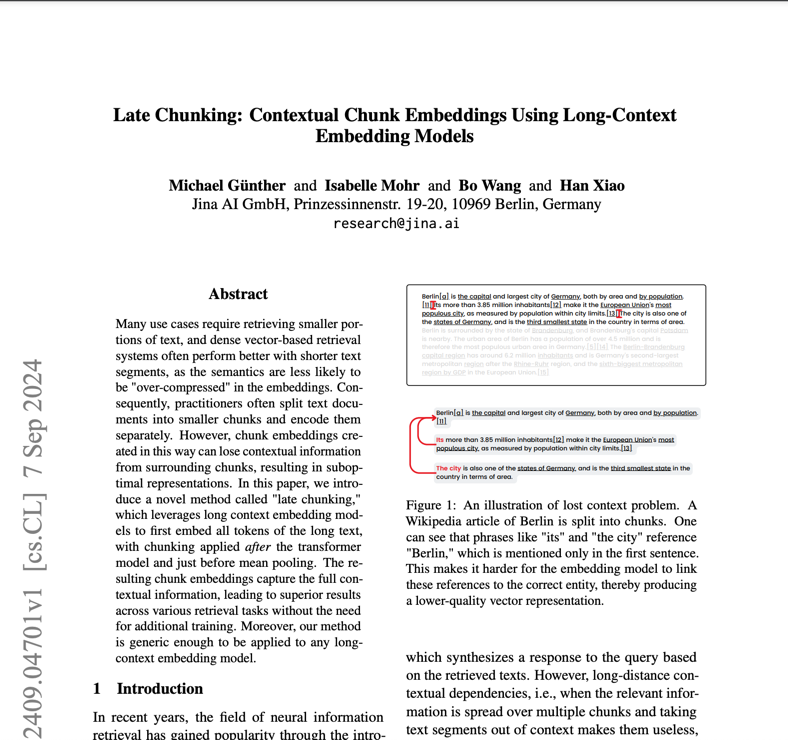 Late Chunking: Contextual Chunk Embeddings Using Long-Context
Embedding Models
Michael Günther and Isabelle Mohr and Bo Wang and Han Xiao
Jina AI GmbH, Prinzessinnenstr. 19-20, 10969 Berlin, Germany
research@jina.ai
2409.04701v1 [cs.CL] 7 Sep 2024
Abstract
Many use cases require retrieving smaller por-
tions of text, and dense vector-based retrieval
systems often perform better with shorter text
segments, as the semantics are less likely to
be "over-compressed" in the embeddings. Con-
sequently, practitioners often split text docu-
ments into smaller chunks and encode them
separately. However, chunk embeddings cre-
ated in this way can lose contextual information
from surrounding chunks, resulting in subop-
timal representations. In this paper, we intro-
duce a novel method called "late chunking,"
which leverages long context embedding mod-
els to first embed all tokens of the long text,
with chunking applied after the transformer
model and just before mean pooling. The re-
sulting chunk embeddings capture the full con-
textual information, leading to superior results
across various retrieval tasks without the need
for additional training. Moreover, our method
is generic enough to be applied to any long-
context embedding model.
1 Introduction
In recent years, the field of neural information
retrieval has gained popularity through the intro-
Berlin[a] is the capital and largest city of Germany, both by area and by population.
[11] Its more than 3.85 million inhabitants[12] make it the European Union's most
populous city, as measured by population within city limits.[13] The city is also one of
the states of Germany, and is the third smallest state in the country in terms of area.
Berlin is surrounded by the state of Brandenburg, and Brandenburg's capital Potsdam
is nearby. The urban area of Berlin has a population of over 4.5 million and is
therefore the most populous urban area in Germany.[5][14] The Berlin-Brandenburg
capital region has around 6.2 million inhabitants and is Germany's second-largest
metropolitan region after the Rhine-Ruhr region, and the sixth-biggest metropolitan
region by GDP in the European Union.[15]
Berlin[a] is the capital and largest city of Germany, both by area and by population.
[11]
Its more than 3.85 million inhabitants[12] make it the European Union's most
populous city, as measured by population within city limits.[13]
The city is also one of the states of Germany, and is the third smallest state in the
country in terms of area.
Figure 1: An illustration of lost context problem. A
Wikipedia article of Berlin is split into chunks. One
can see that phrases like "its" and "the city" reference
"Berlin," which is mentioned only in the first sentence.
This makes it harder for the embedding model to link
these references to the correct entity, thereby producing
a lower-quality vector representation.
which synthesizes a response to the query based
on the retrieved texts. However, long-distance con-
textual dependencies, i.e., when the relevant infor-
mation is spread over multiple chunks and taking
text segments out of context makes them useless,